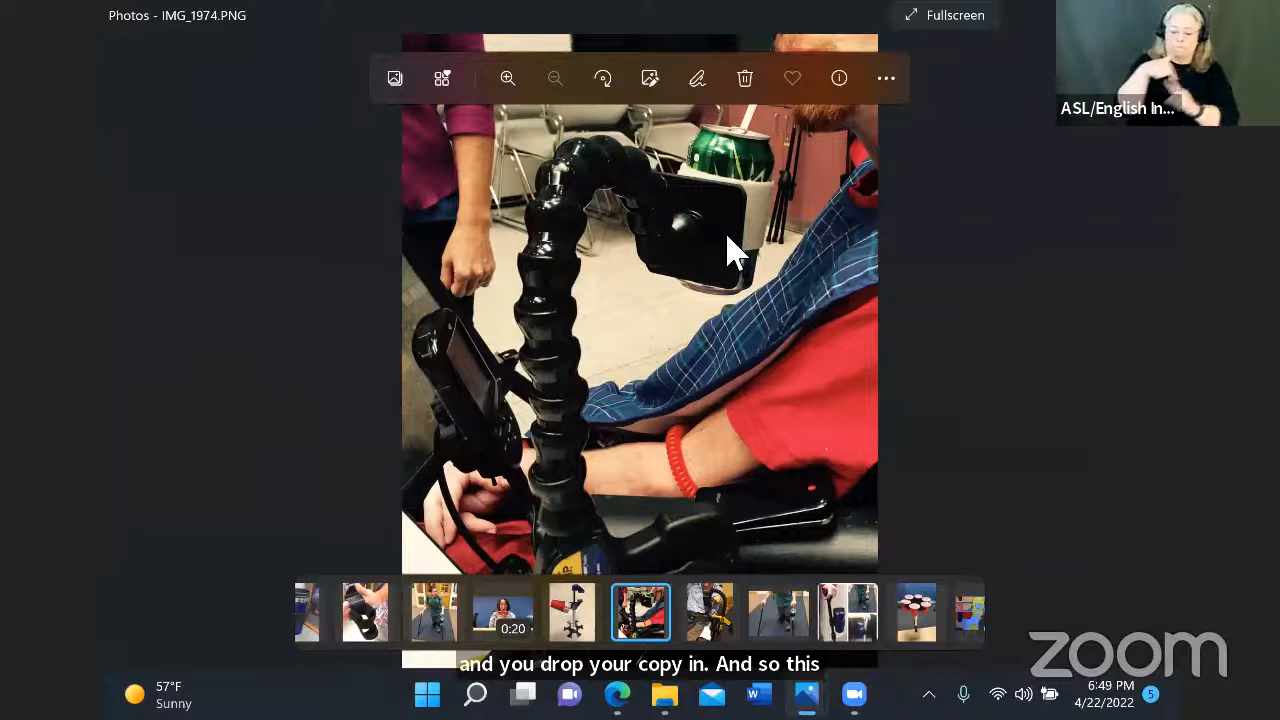 Photos - IMG_1974.PNG
Fullscreen
ASL/English In...
0:20
and you drop your copy in. And so this
zoom
57°F
Sunny
6:49 PM
4/22/2022
5